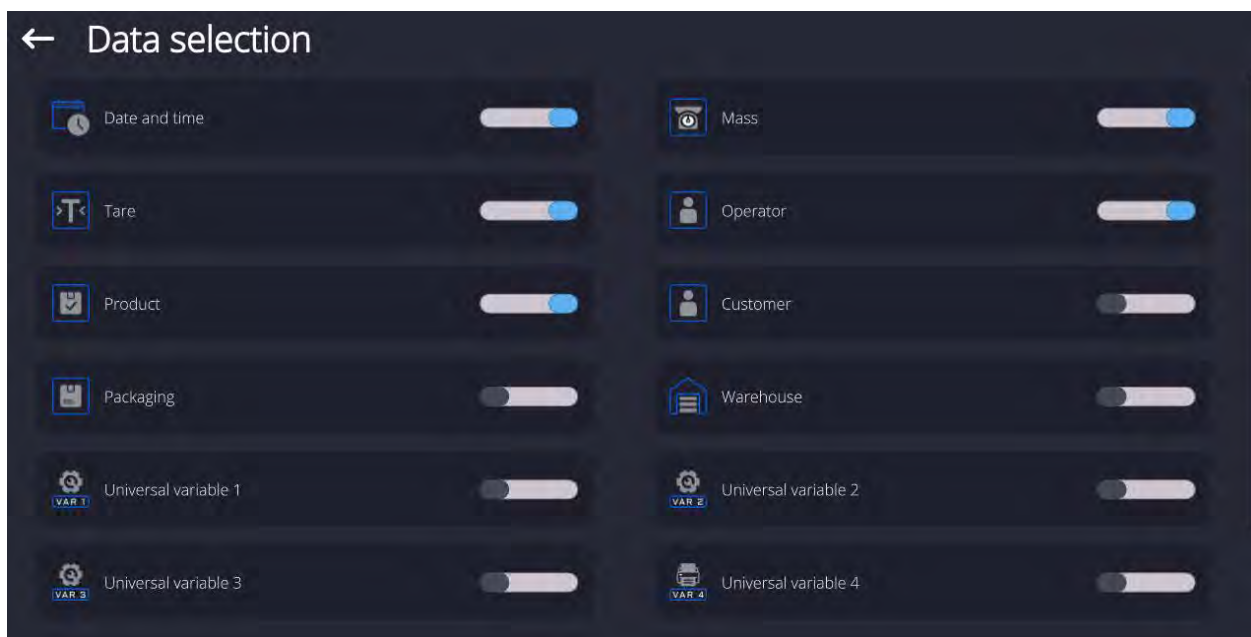 Data selection
Date and time
Mass
>T< Tare
Operator
Product
Customer
Packaging
Warehouse
VAR 1 Universal variable 1
VAR 2 Universal variable 2
VAR 3 Universal variable 3
VAR 4 Universal variable 4